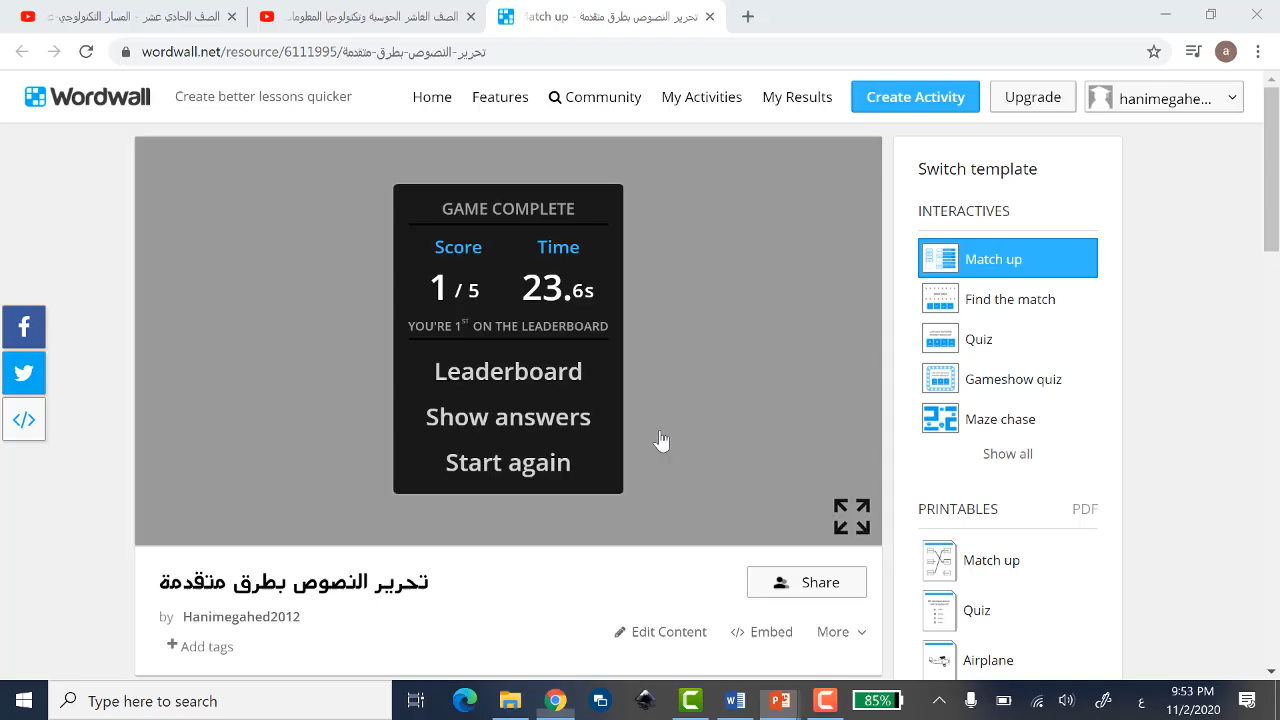 الصف الحادي عشر - المسار التكنولوجي-ع
الصف العاشر الحوسبة وتكنولوجيا المعلومات
Match up - تحرير النصوص بطرق متقدمة
wordwall.net/resource/6111995/تحرير-النصوص-بطرق-متقدمة
a
Wordwall
Create better lessons quicker
Home
Features
Community
My Activities
My Results
Create Activity
Upgrade
hanimegahe...
GAME COMPLETE
Score Time
1 / 5 23.6s
YOU'RE 1ST ON THE LEADERBOARD
Leaderboard
Show answers
Start again
Switch template
INTERACTIVES
Match up
Find the match
Quiz
Gameshow quiz
Maze chase
Show all
PRINTABLES PDF
Match up
Quiz
Airplane
تحرير النصوص بطرق متقدمة
by Hanimegahed2012
Add tags
Share
Edit Content
Embed
More
Type here to search
85%
ع
9:53 PM
11/2/2020